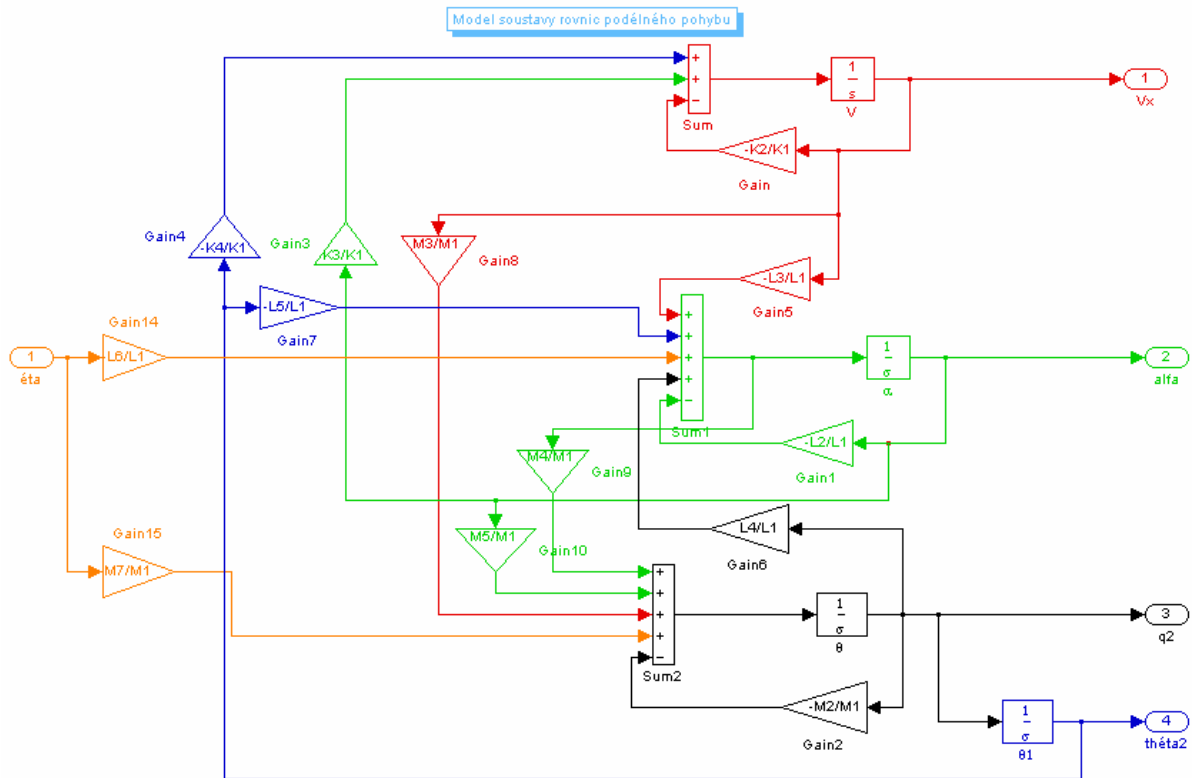 Model soustavy rovnic podélného pohybu
+
+
−
Sum
1
s
V
1
Vx
-K2/K1
Gain
-K4/K1
Gain4
K3/K1
Gain3
M3/M1
Gain8
-L3/L1
Gain5
-L5/L1
Gain7
1
éta
Gain14
L6/L1
+
+
+
+
−
Sum1
1
σ
α
2
alfa
-L2/L1
Gain1
M4/M1
Gain9
M5/M1
Gain10
L4/L1
Gain6
Gain15
M7/M1
+
+
+
+
−
Sum2
1
σ
θ
3
q2
-M2/M1
Gain2
1
σ
θ1
4
théta2